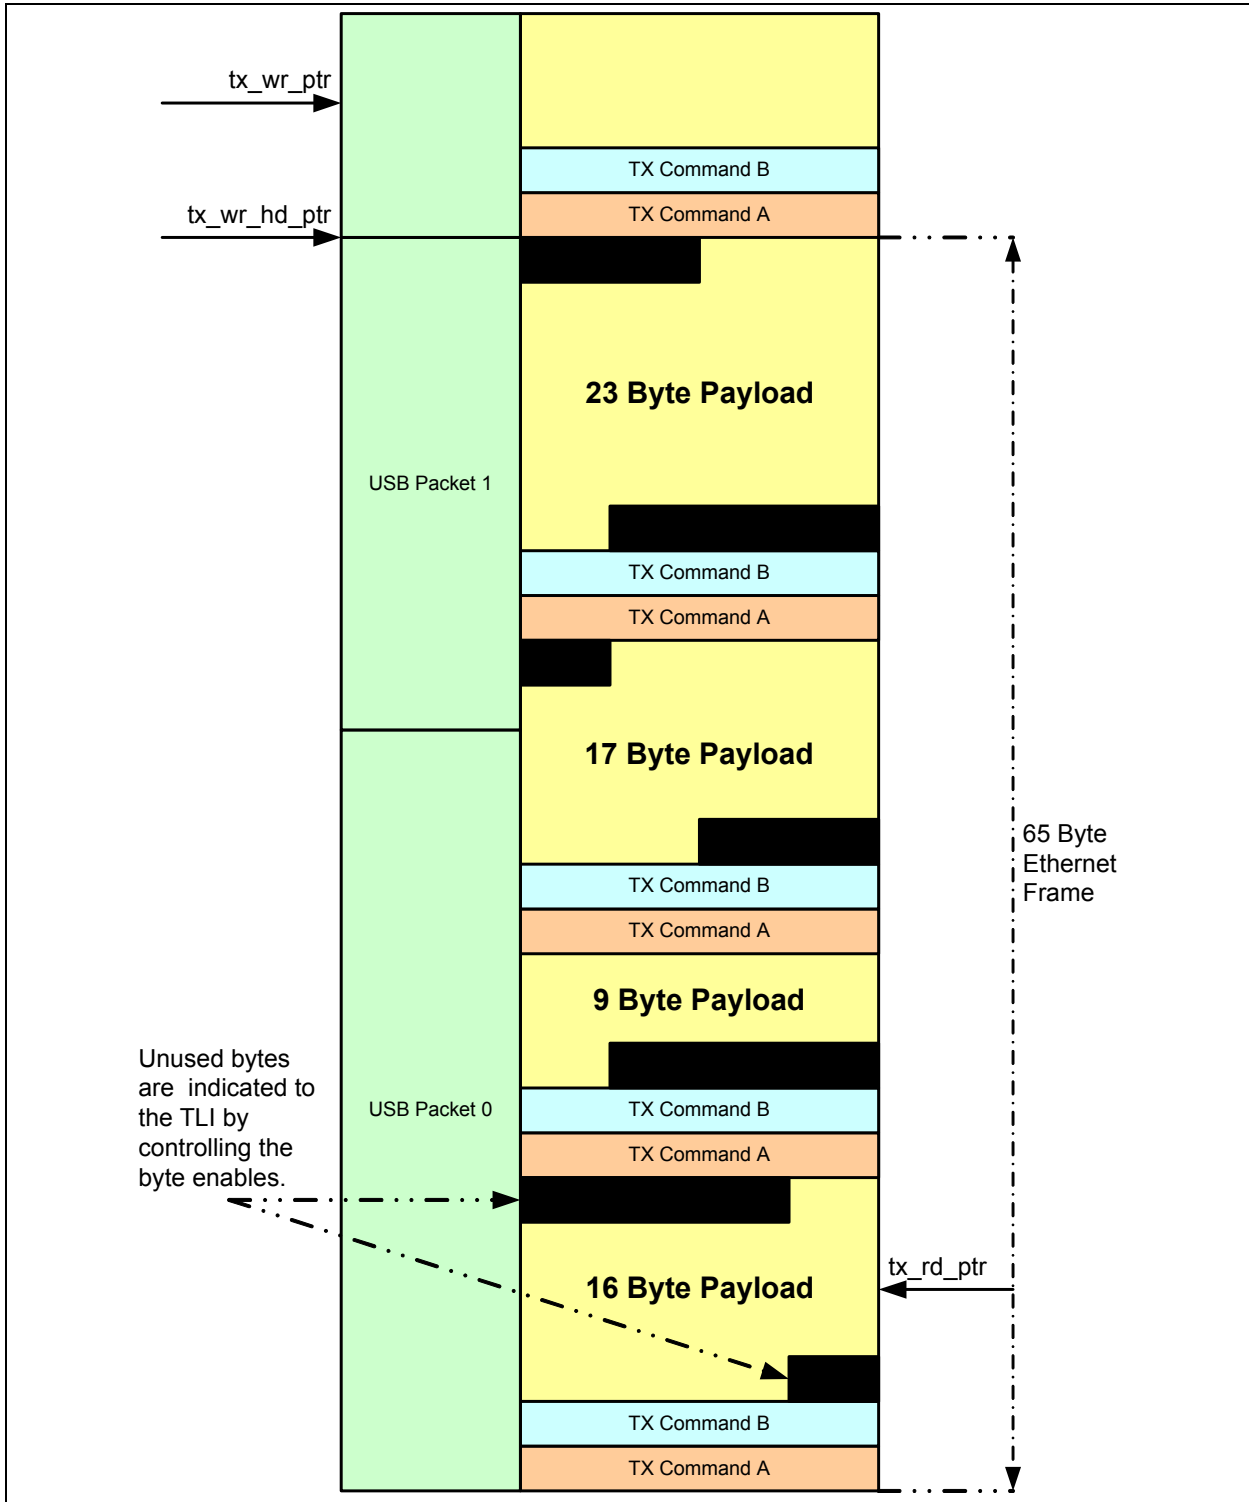 tx_wr_ptr
TX Command B
tx_wr_hd_ptr
TX Command A
23 Byte Payload
USB Packet 1
TX Command B
TX Command A
17 Byte Payload
65 Byte
Ethernet
Frame
TX Command B
TX Command A
9 Byte Payload
Unused bytes
are indicated to
the TLI by
controlling the
byte enables.
USB Packet 0
TX Command B
TX Command A
tx_rd_ptr
16 Byte Payload
TX Command B
TX Command A